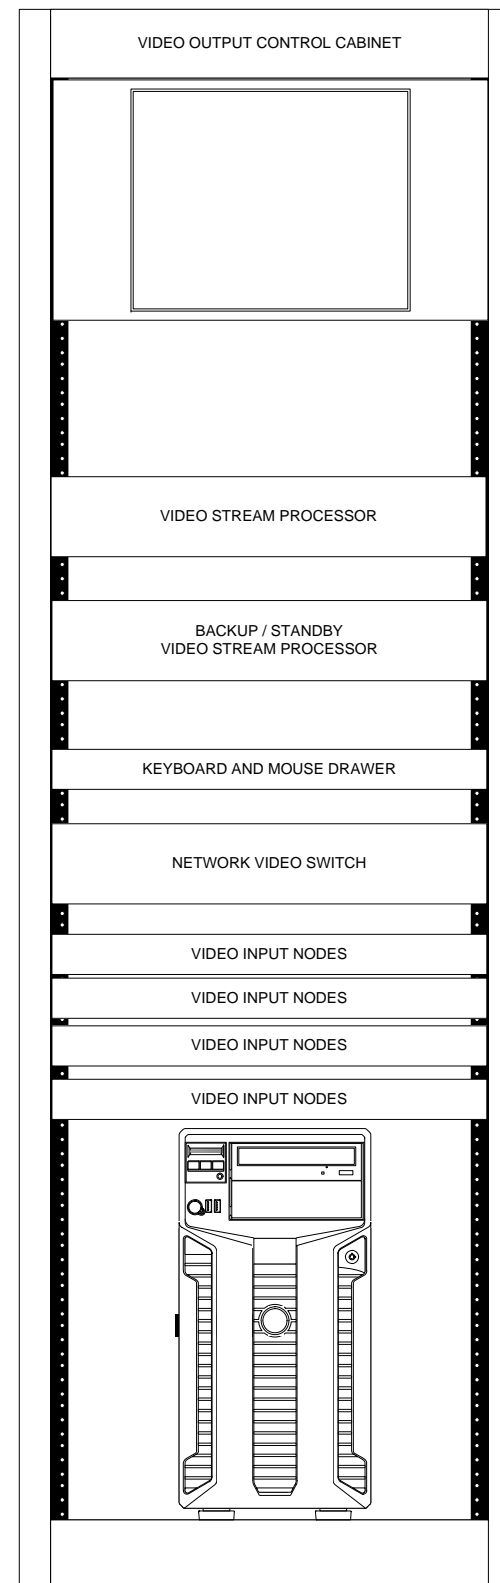 VIDEO OUTPUT CONTROL CABINET
VIDEO STREAM PROCESSOR
BACKUP / STANDBY
VIDEO STREAM PROCESSOR
KEYBOARD AND MOUSE DRAWER
NETWORK VIDEO SWITCH
VIDEO INPUT NODES
VIDEO INPUT NODES
VIDEO INPUT NODES
VIDEO INPUT NODES